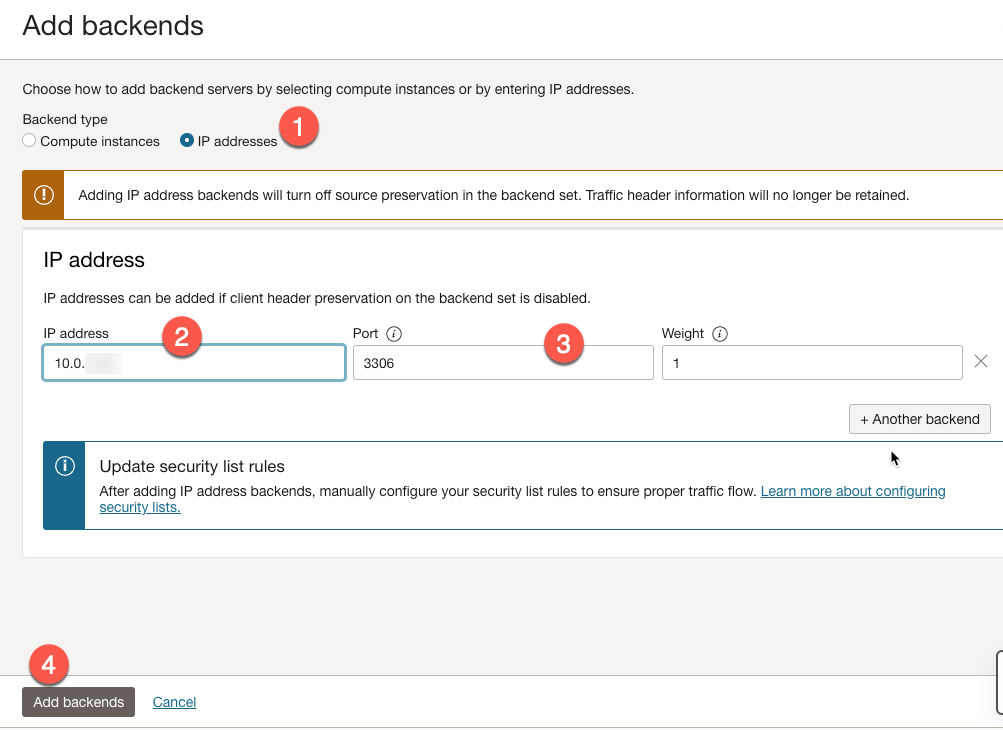 Add backends
Choose how to add backend servers by selecting compute instances or by entering IP addresses.
Backend type
Compute instances
IP addresses
1
Adding IP address backends will turn off source preservation in the backend set. Traffic header information will no longer be retained.
IP address
IP addresses can be added if client header preservation on the backend set is disabled.
IP address
2
Port
3
Weight
10.0.
3306
1
+ Another backend
Update security list rules
After adding IP address backends, manually configure your security list rules to ensure proper traffic flow. Learn more about configuring
security lists.
4
Add backends
Cancel